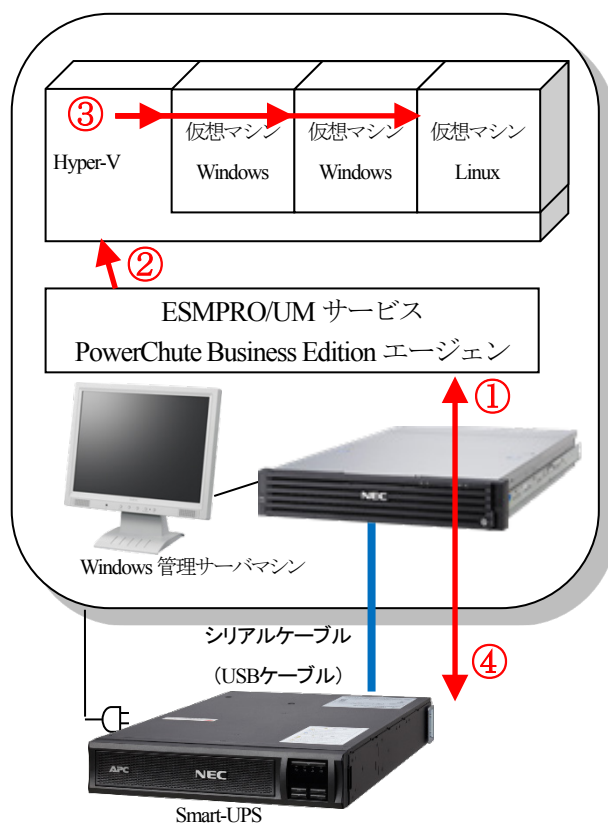 ③
仮想マシン
Windows
仮想マシン
Windows
仮想マシン
Linux
Hyper-V
②
ESMPRO/UM サービス
PowerChute Business Edition エージェン
①
NEC
Windows 管理サーバマシン
シリアルケーブル
（USBケーブル）
④
APC
NEC
Smart-UPS